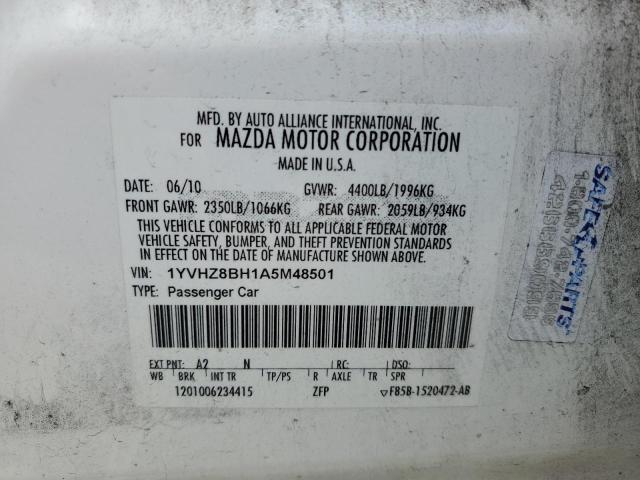 MFD. BY AUTO ALLIANCE INTERNATIONAL, INC.
FOR MAZDA MOTOR CORPORATION
MADE IN U.S.A.
DATE: 06/10 GVWR: 4400LB/1996KG
FRONT GAWR: 2350LB/1066KG REAR GAWR: 2059LB/934KG
THIS VEHICLE CONFORMS TO ALL APPLICABLE FEDERAL MOTOR
VEHICLE SAFETY, BUMPER, AND THEFT PREVENTION STANDARDS
IN EFFECT ON THE DATE OF MANUFACTURE SHOWN ABOVE.
VIN: 1YVHZ8BH1A5M48501
TYPE: Passenger Car
EXT PNT: A2 N RC: DSO:
WB BRK INT TR TP/PS R AXLE TR SPR
1201006234415 ZFP ▽F85B-1520472-AB
SAFE PARTS